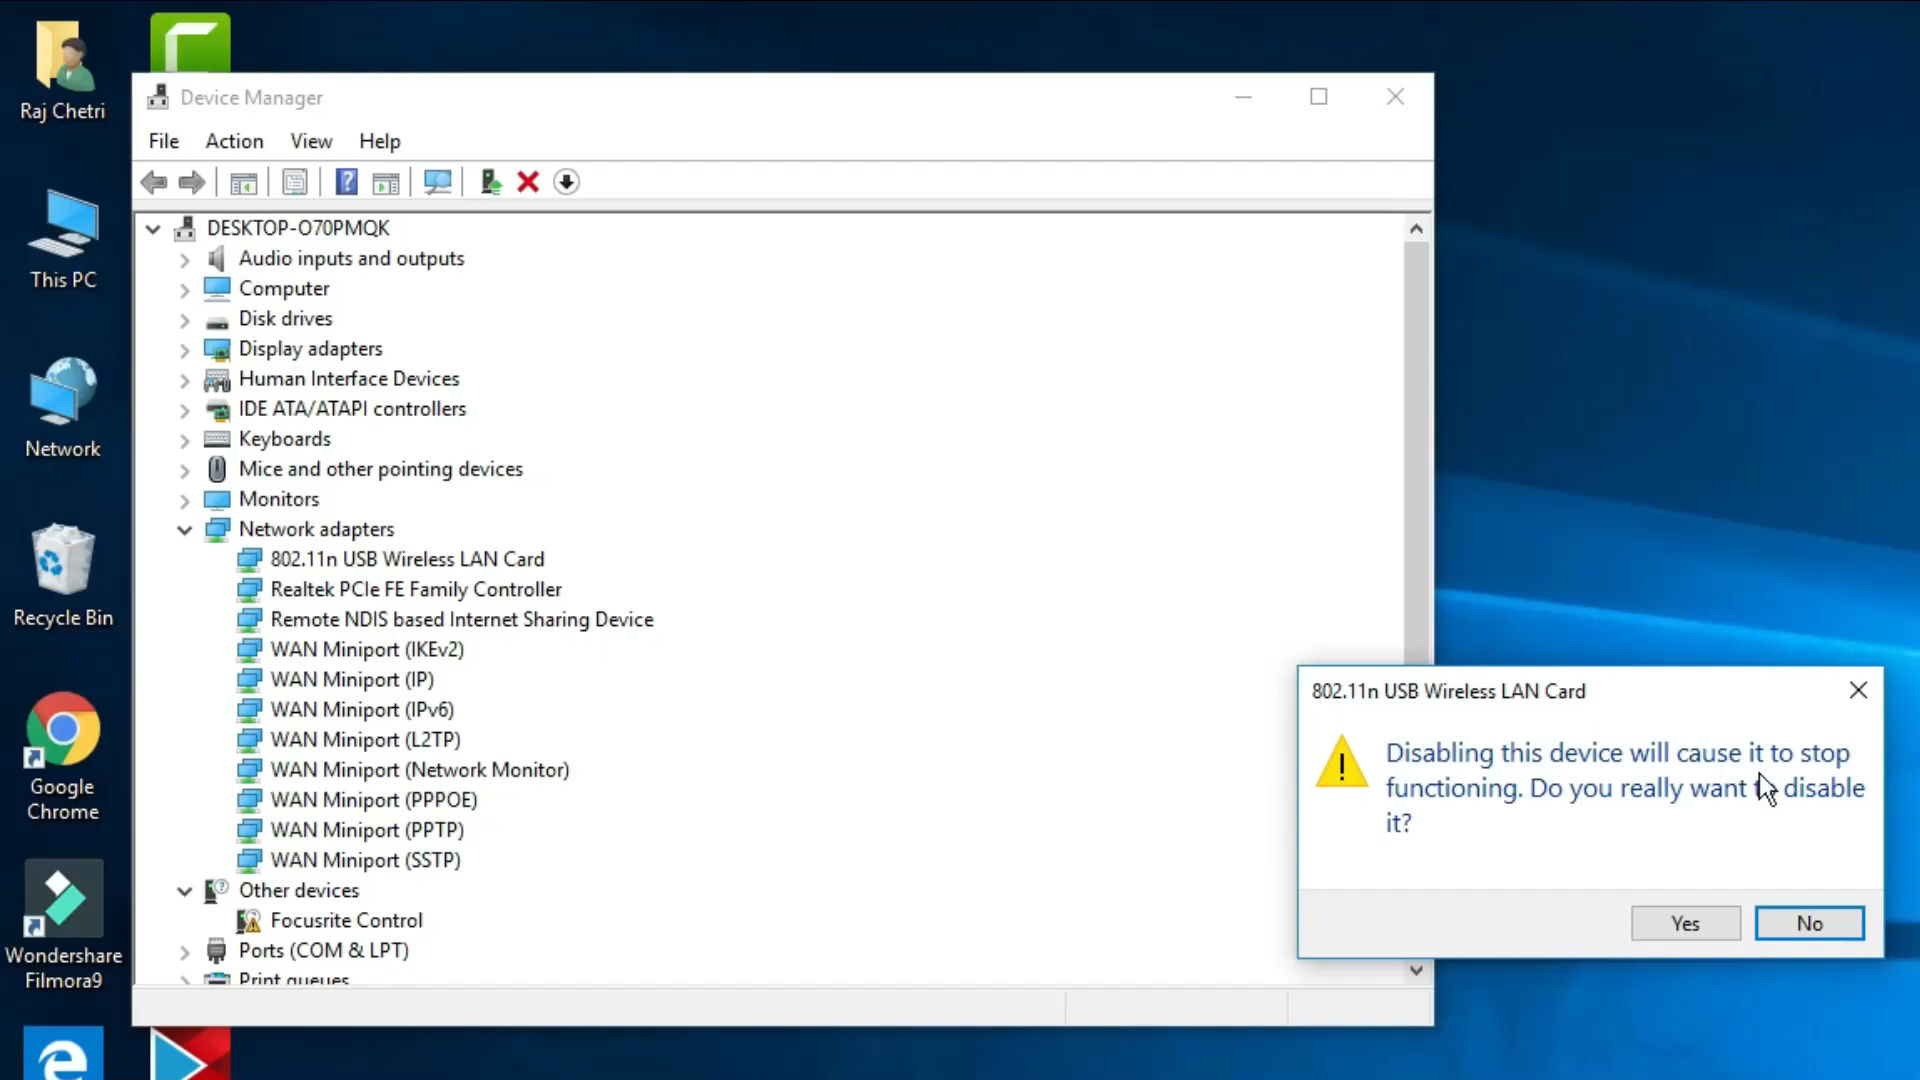 Raj Chetri
This PC
Network
Recycle Bin
Google
Chrome
Wondershare
Filmora9
Device Manager
File Action View Help
DESKTOP-O70PMQK
Audio inputs and outputs
Computer
Disk drives
Display adapters
Human Interface Devices
IDE ATA/ATAPI controllers
Keyboards
Mice and other pointing devices
Monitors
Network adapters
802.11n USB Wireless LAN Card
Realtek PCIe FE Family Controller
Remote NDIS based Internet Sharing Device
WAN Miniport (IKEv2)
WAN Miniport (IP)
WAN Miniport (IPv6)
WAN Miniport (L2TP)
WAN Miniport (Network Monitor)
WAN Miniport (PPPOE)
WAN Miniport (PPTP)
WAN Miniport (SSTP)
Other devices
Focusrite Control
Ports (COM & LPT)
Print queues
802.11n USB Wireless LAN Card
Disabling this device will cause it to stop
functioning. Do you really want to disable
it?
Yes No